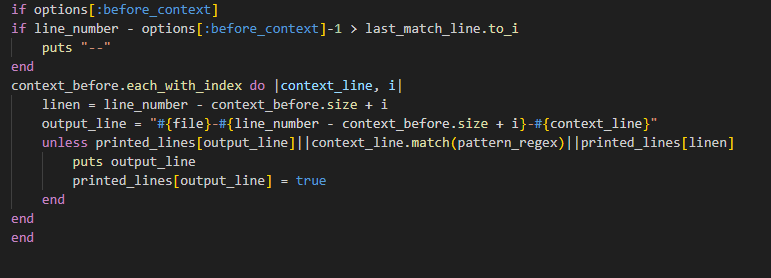 if options[:before_context]
if line_number - options[:before_context]-1 > last_match_line.to_i
    puts "--"
end
context_before.each_with_index do |context_line, i|
    linen = line_number - context_before.size + i
    output_line = "#{file}-#{line_number - context_before.size + i}-#{context_line}"
    unless printed_lines[output_line]||context_line.match(pattern_regex)||printed_lines[linen]
        puts output_line
        printed_lines[output_line] = true
    end
end
end